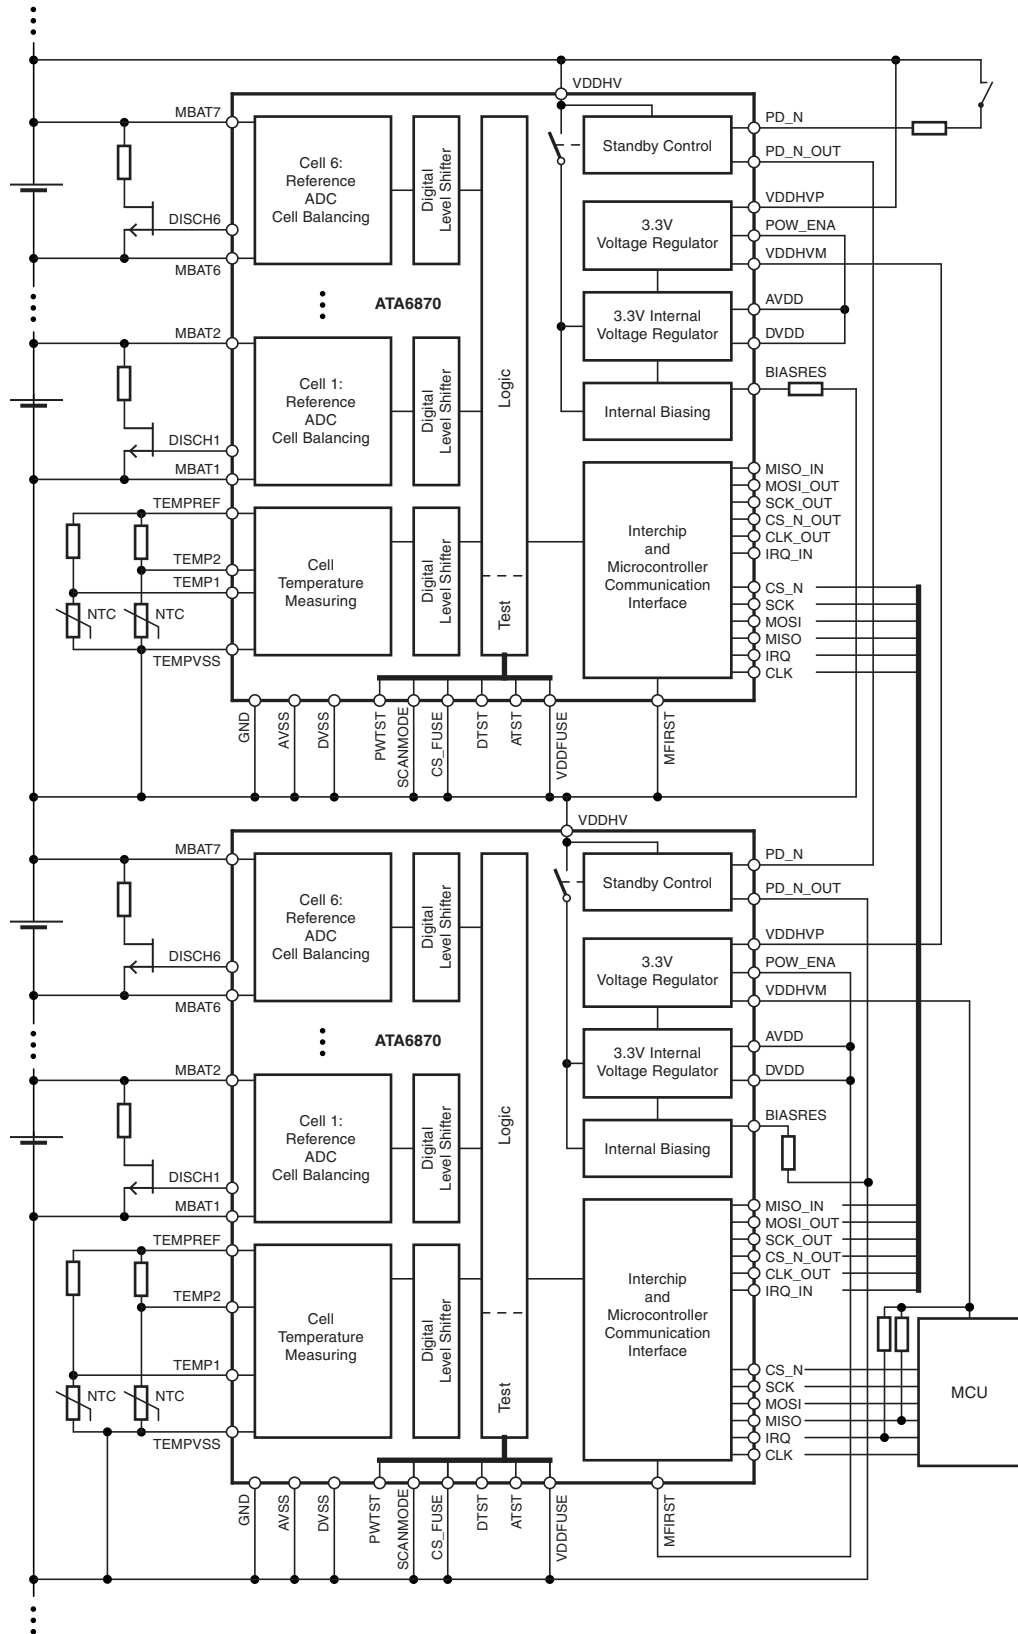 VDDHV
MBAT7
PD_N
Cell 6:
Reference
ADC
Cell Balancing
Digital
Level Shifter
Standby Control
PD_N_OUT
VDDHVP
DISCH6
3.3V
Voltage Regulator
POW_ENA
MBAT6
VDDHVM
ATA6870
AVDD
3.3V Internal
Voltage Regulator
MBAT2
DVDD
BIASRES
Cell 1:
Reference
ADC
Cell Balancing
Digital
Level Shifter
Logic
Internal Biasing
DISCH1
MBAT1
MISO_IN
MOSI_OUT
SCK_OUT
CS_N_OUT
CLK_OUT
IRQ_IN
TEMPREF
TEMP2
TEMP1
NTC
NTC
TEMPVSS
Cell
Temperature
Measuring
Digital
Level Shifter
Test
Interchip
and
Microcontroller
Communication
Interface
CS_N
SCK
MOSI
MISO
IRQ
CLK
GND
AVSS
DVSS
PWTST
SCANMODE
CS_FUSE
DTST
ATST
VDDFUSE
MFIRST
VDDHV
MBAT7
PD_N
Cell 6:
Reference
ADC
Cell Balancing
Digital
Level Shifter
Standby Control
PD_N_OUT
VDDHVP
DISCH6
3.3V
Voltage Regulator
POW_ENA
MBAT6
VDDHVM
ATA6870
AVDD
3.3V Internal
Voltage Regulator
MBAT2
DVDD
BIASRES
Cell 1:
Reference
ADC
Cell Balancing
Digital
Level Shifter
Logic
Internal Biasing
DISCH1
MBAT1
MISO_IN
MOSI_OUT
SCK_OUT
CS_N_OUT
CLK_OUT
IRQ_IN
TEMPREF
TEMP2
TEMP1
NTC
NTC
TEMPVSS
Cell
Temperature
Measuring
Digital
Level Shifter
Test
Interchip
and
Microcontroller
Communication
Interface
CS_N
SCK
MOSI
MISO
IRQ
CLK
MCU
GND
AVSS
DVSS
PWTST
SCANMODE
CS_FUSE
DTST
ATST
VDDFUSE
MFIRST